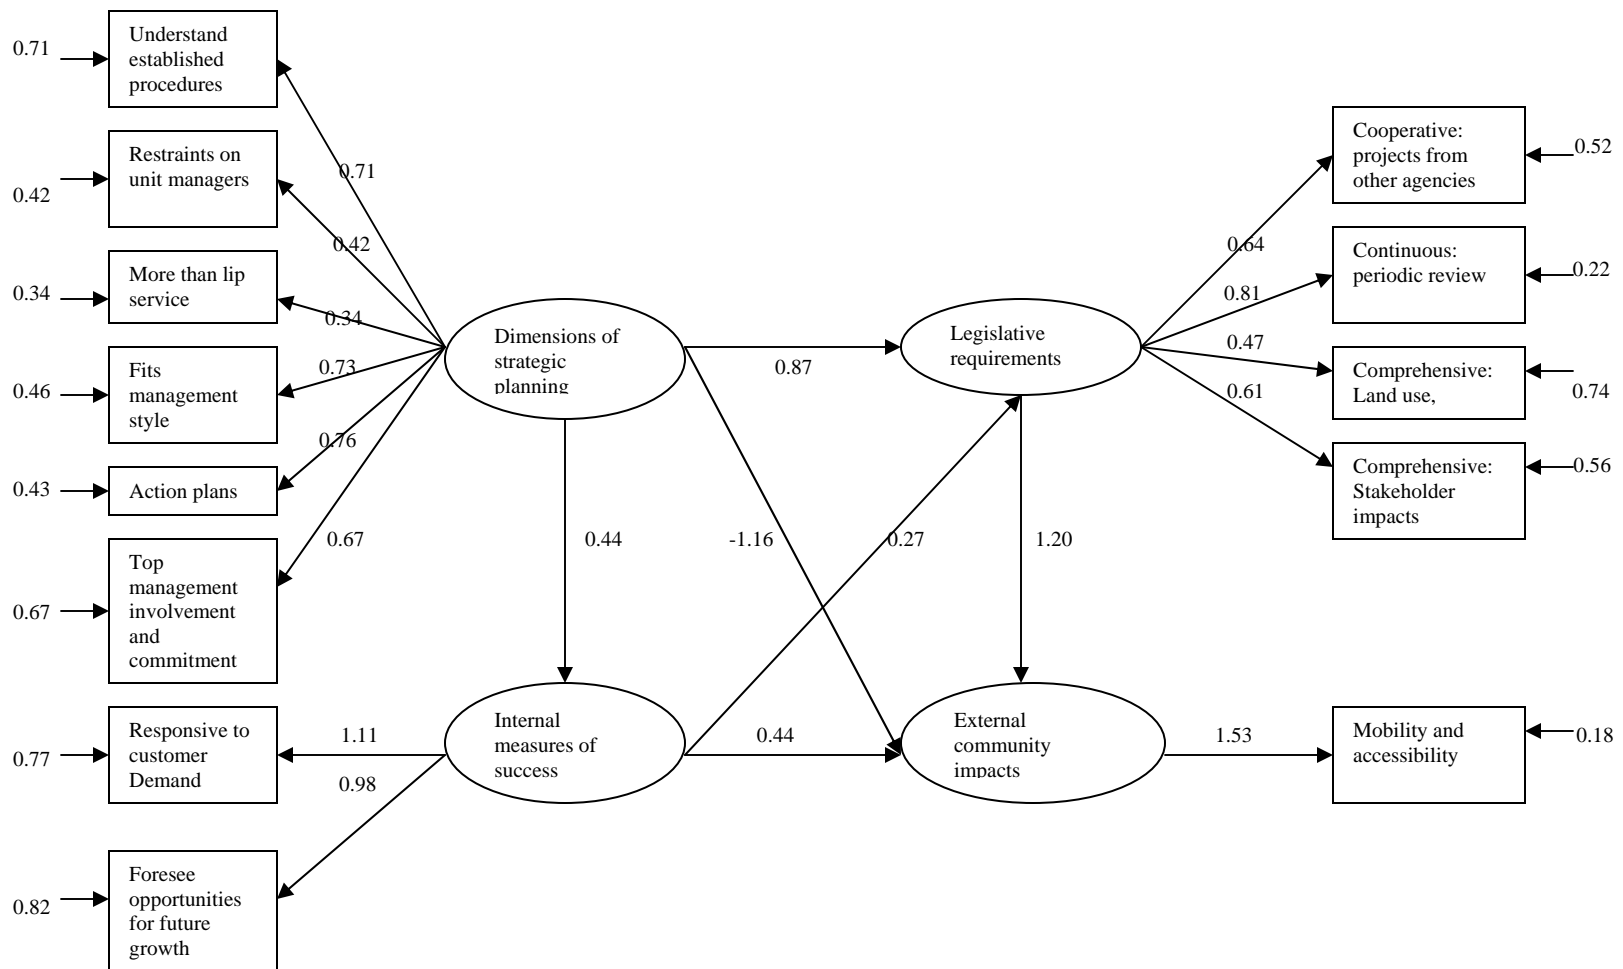 0.71
Understand
established
procedures
0.42
Restraints on
unit managers
0.34
More than lip
service
0.46
Fits
management
style
0.43
Action plans
0.67
Top
management
involvement
and
commitment
0.77
Responsive to
customer
Demand
0.82
Foresee
opportunities
for future
growth
0.71
0.42
0.34
0.73
0.76
0.67
1.11
0.98
Dimensions of
strategic
planning
0.87
0.44
-1.16
0.27
1.20
Internal
measures of
success
0.44
Legislative
requirements
External
community
impacts
0.64
0.81
0.47
0.61
1.53
Cooperative:
projects from
other agencies
0.52
Continuous:
periodic review
0.22
Comprehensive:
Land use,
0.74
Comprehensive:
Stakeholder
impacts
0.56
Mobility and
accessibility
0.18